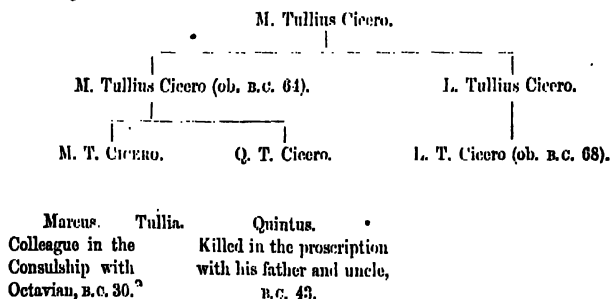 M. Tullius Cicero.
M. Tullius Cicero (ob. B.C. 64). L. Tullius Cicero.
M. T. CICERO. Q. T. Cicero. L. T. Cicero (ob. B.C. 68).
Marcus. Tullia. Quintus.
Colleague in the Killed in the proscription
Consulship with with his father and uncle,
Octavian, B.C. 30. B.C. 43.